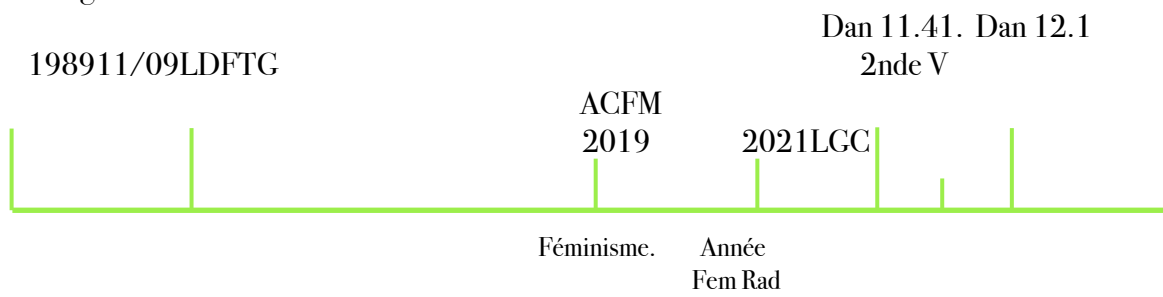 Dan 11.41. Dan 12.1
198911/09LDFTG
2nde V
ACFM
2019
2021LGC
Féminisme.
Année
Fem Rad